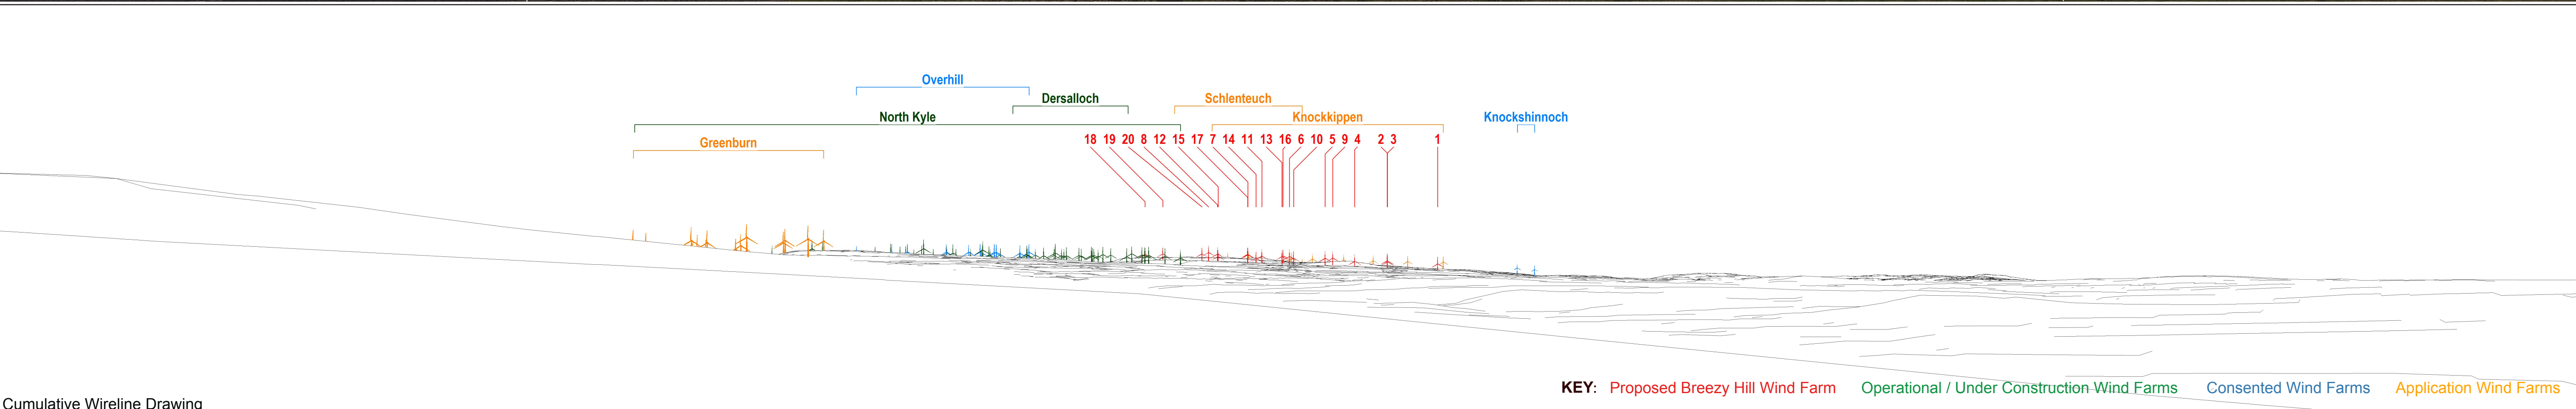 Overhill
Dersalloch Schlenteuch
North Kyle Knockkippen Knockshinnoch
Greenburn 18 19 20 8 12 15 17 7 14 11 13 16 6 10 5 9 4 2 3 1
KEY: Proposed Breezy Hill Wind Farm Operational / Under Construction Wind Farms Consented Wind Farms Application Wind Farms
Cumulative Wireline Drawing